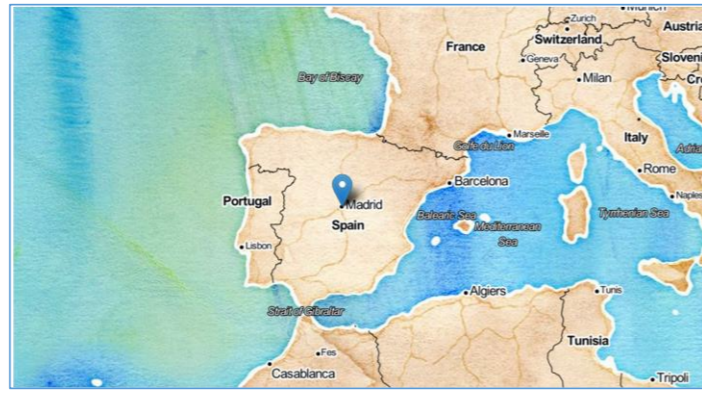 Munich
Zurich
Austria
Switzerland
France
Geneva
Sloveni
Milan
Cr
Bay of Biscay
Marseille
Golfe du Lion
Italy
Adria
Rome
Barcelona
Naples
Portugal
Madrid
Balearic Sea
Tyrrhenian Sea
Spain
Mediterranean
Sea
Lisbon
Algiers
Tunis
Strait of Gibraltar
Tunisia
Fes
Casablanca
Tripoli